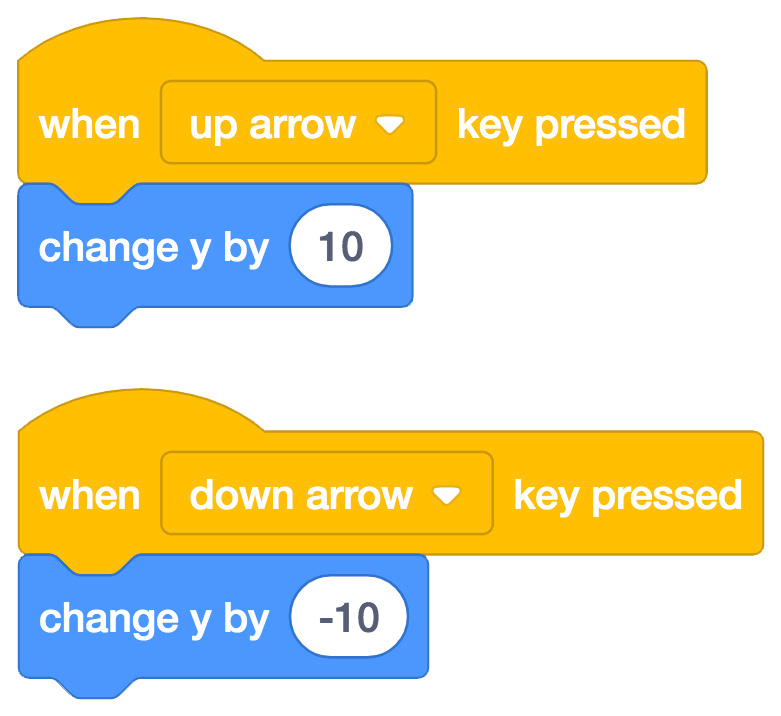 when up arrow key pressed
change y by 10
when down arrow key pressed
change y by -10